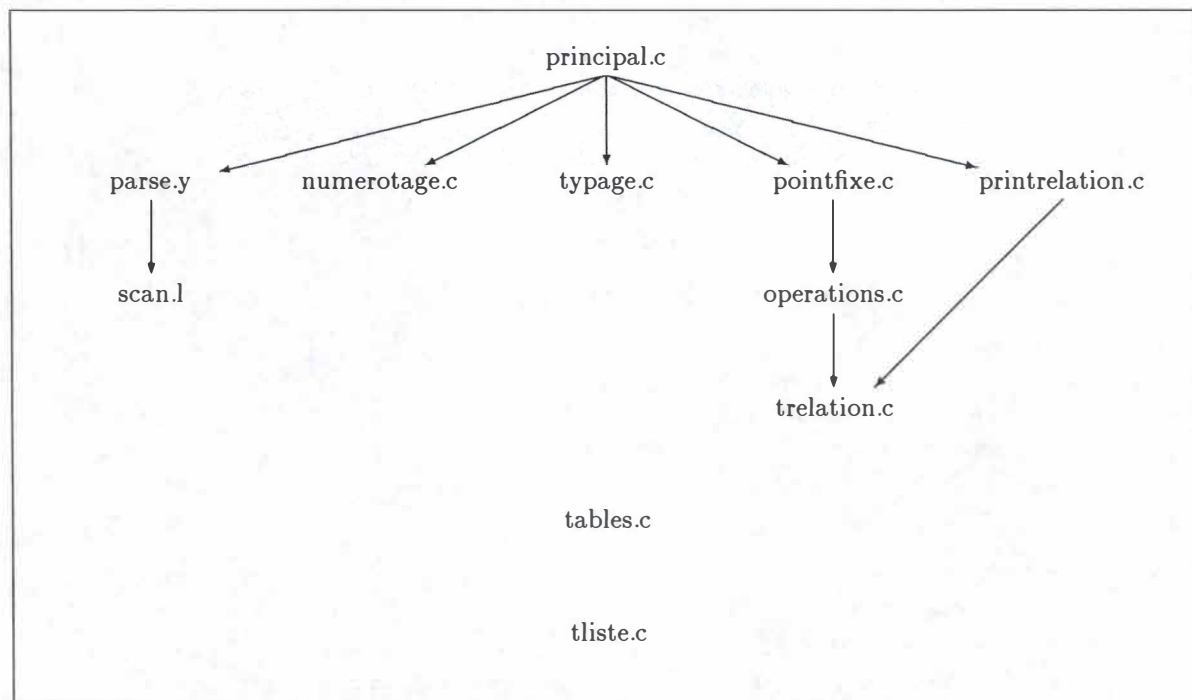 principal.c
parse.y numerotage.c typage.c pointfixe.c printrelation.c
scan.l operations.c
trelation.c
tables.c
tliste.c